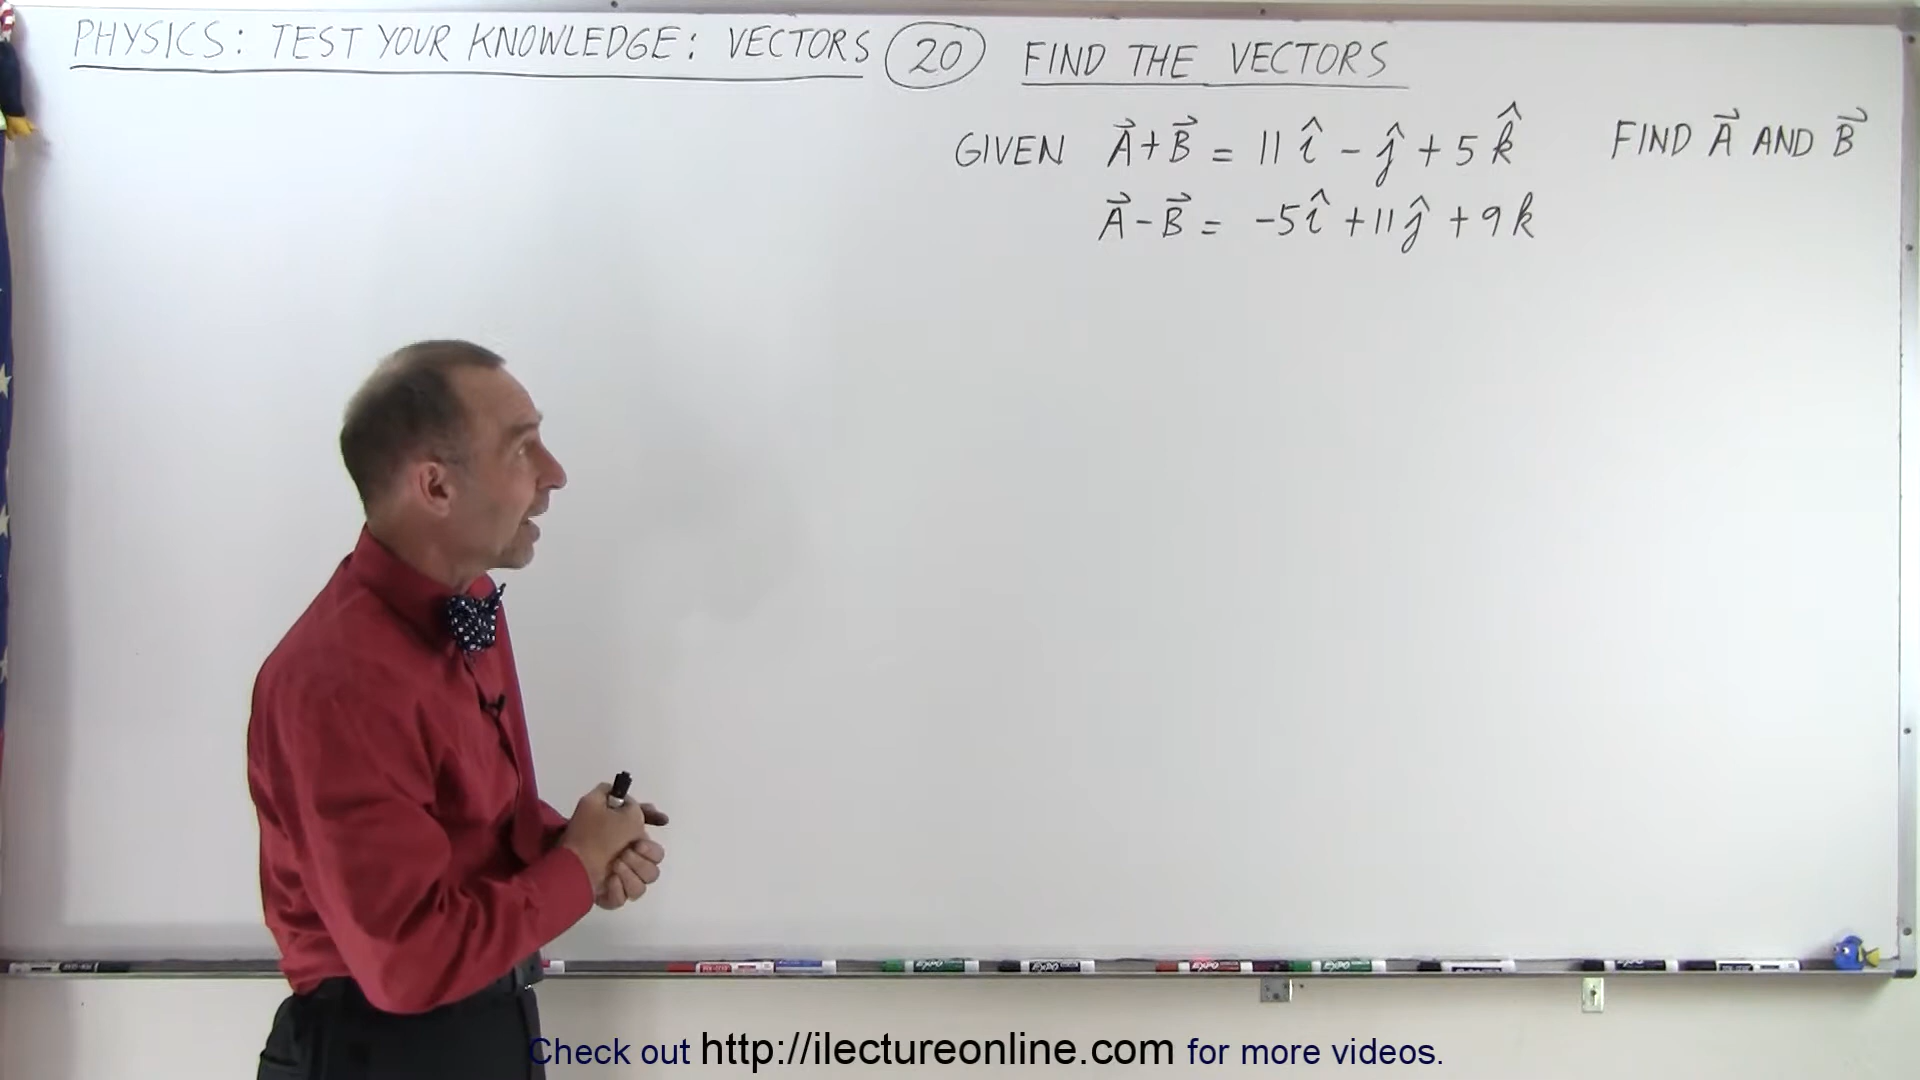 PHYSICS: TEST YOUR KNOWLEDGE: VECTORS 20 FIND THE VECTORS
GIVEN A⃗+B⃗ = 11 î - ĵ + 5 k̂ FIND A⃗ AND B⃗
A⃗-B⃗ = -5î +11ĵ +9k
Check out http://ilectureonline.com for more videos.